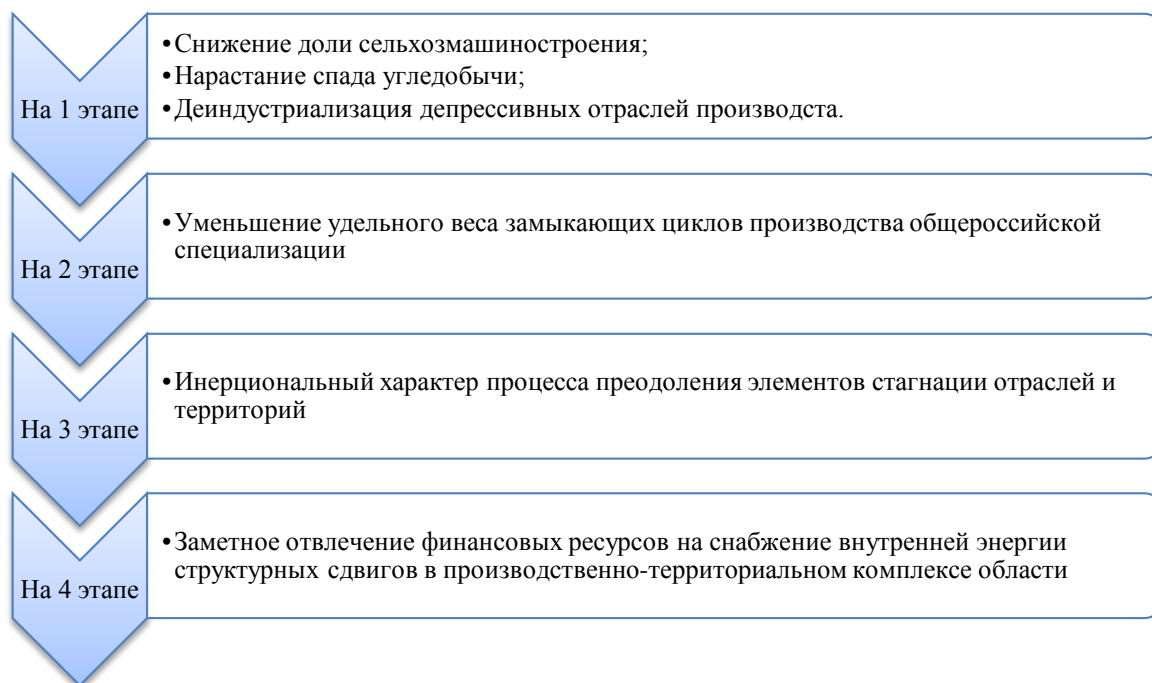 На 1 этапе
•Снижение доли сельхозмашиностроения;
•Нарастание спада угледобычи;
•Деиндустриализация депрессивных отраслей производста.
На 2 этапе
•Уменьшение удельного веса замыкающих циклов производства общероссийской
специализации
На 3 этапе
•Инерциональный характер процесса преодоления элементов стагнации отраслей и
территорий
На 4 этапе
•Заметное отвлечение финансовых ресурсов на снабжение внутренней энергии
структурных сдвигов в производственно-территориальном комплексе области